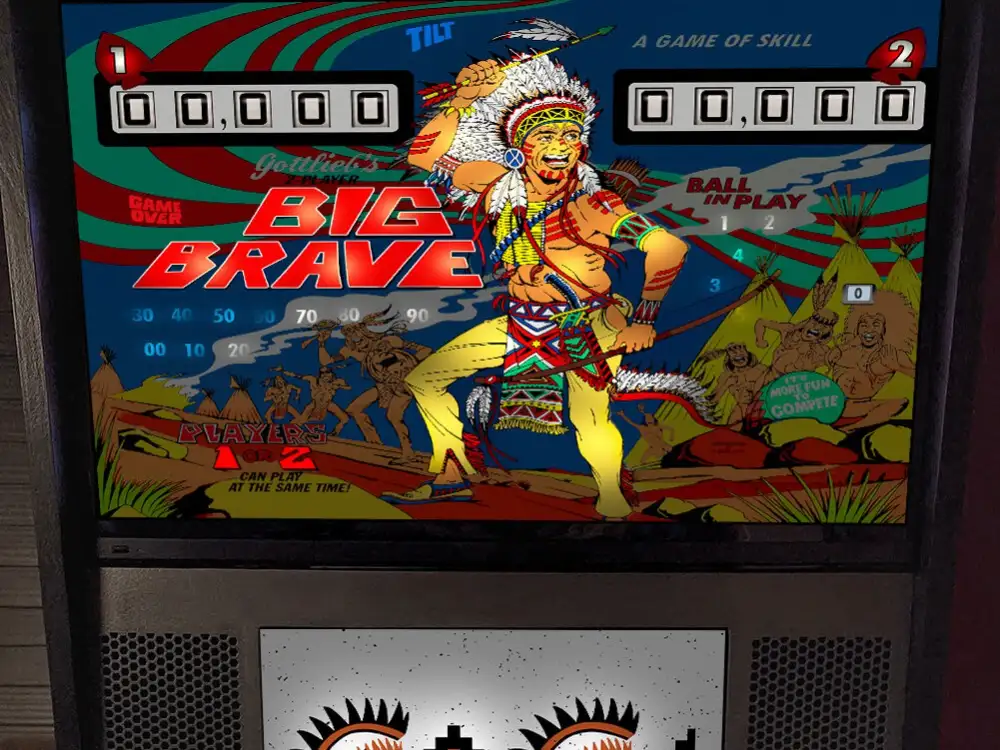 TILT
A GAME OF SKILL
1
2
00,000
00,000
Gottlieb's
2 PLAYER
BIG
BRAVE
GAME
OVER
BALL
IN PLAY
1 2
4
3
0
30 40 50 60 70 80 90
00 10 20
IT'S
MORE FUN
TO
COMPETE
PLAYERS
1 OR 2
CAN PLAY
AT THE SAME TIME!